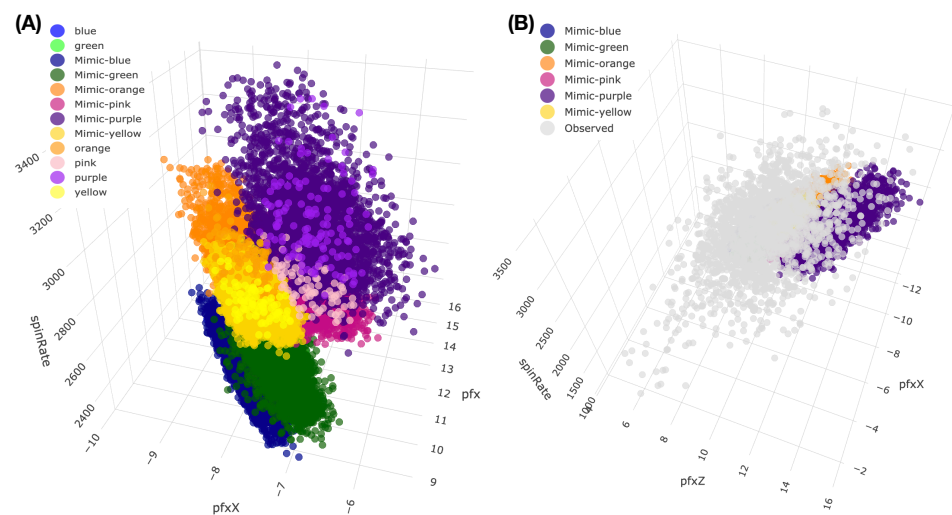 (A)
blue
green
Mimic-blue
Mimic-green
Mimic-orange
Mimic-pink
Mimic-purple
Mimic-yellow
orange
pink
purple
yellow
3400
3200
3000
2800
2600
2400
spinRate
−10
−9
−8
−7
−6
pfxX
16
15
14
13
12
11
10
9
pfx
(B)
Mimic-blue
Mimic-green
Mimic-orange
Mimic-pink
Mimic-purple
Mimic-yellow
Observed
3500
3000
2500
2000
1500
spinRate
6
8
10
12
14
16
pfxZ
−12
−10
−8
−6
−4
−2
pfxX